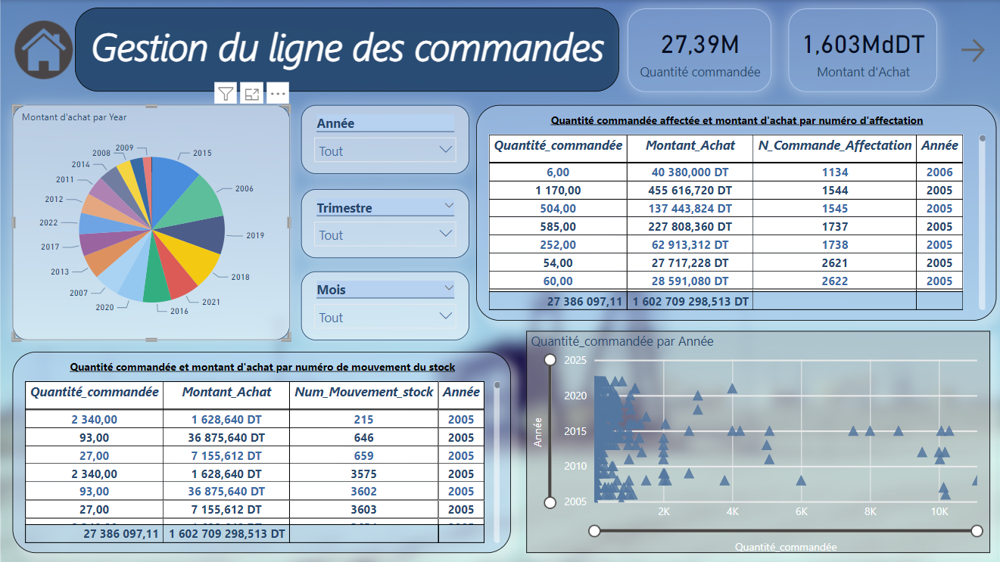 Gestion du ligne des commandes
27,39M
Quantité commandée
1,603MdDT
Montant d'Achat
Montant d'achat par Year
2009
2008
2014
2011
2012
2022
2017
2013
2007
2020
2015
2006
2019
2018
2021
2016
Année
Tout
Trimestre
Tout
Mois
Tout
Quantité commandée affectée et montant d'achat par numéro d'affectation
Quantité_commandée Montant_Achat N_Commande_Affectation Année
6,00 40 380,000 DT 1134 2006
1 170,00 455 616,720 DT 1544 2005
504,00 137 443,824 DT 1545 2005
585,00 227 808,360 DT 1737 2005
252,00 62 913,312 DT 1738 2005
54,00 27 717,228 DT 2621 2005
60,00 28 591,080 DT 2622 2005
27 386 097,11 1 602 709 298,513 DT
Quantité commandée et montant d'achat par numéro de mouvement du stock
Quantité_commandée Montant_Achat Num_Mouvement_stock Année
2 340,00 1 628,640 DT 215 2005
93,00 36 875,640 DT 646 2005
27,00 7 155,612 DT 659 2005
2 340,00 1 628,640 DT 3575 2005
93,00 36 875,640 DT 3602 2005
27,00 7 155,612 DT 3603 2005
27 386 097,11 1 602 709 298,513 DT
Quantité_commandée par Année
2025
2020
2015
2010
2005
Année
2K 4K 6K 8K 10K
Quantité_commandée